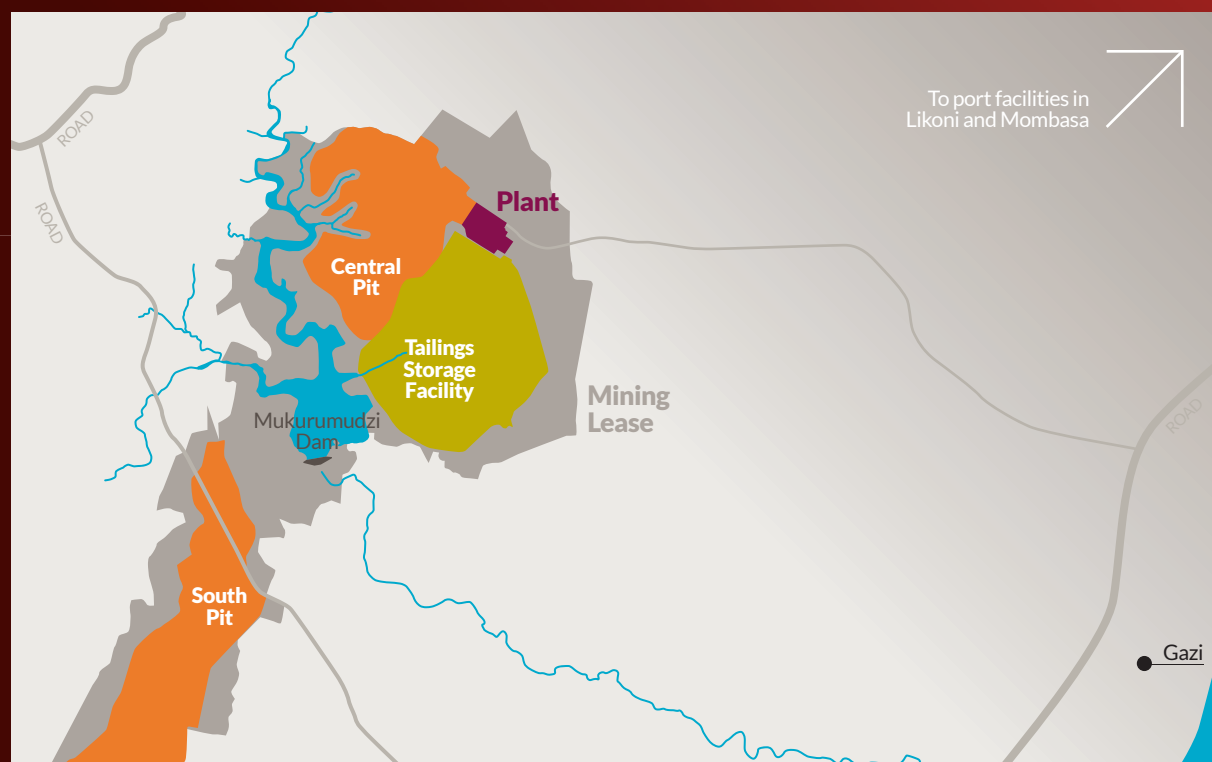 To port facilities in
Likoni and Mombasa
ROAD
ROAD
Plant
Central
Pit
Tailings
Storage
Facility
Mining
Lease
ROAD
Mukurumudzi
Dam
South
Pit
Gazi